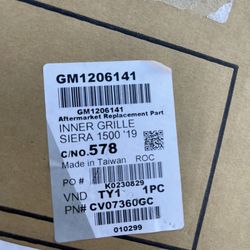 GM1206141
GM1206141
Aftermarket Replacement Part
INNER GRILLE
SIERA 1500 '19
C/NO. 578
Made in Taiwan ROC
PO # K0230829
VND TY1 1PC
PN# CV07360GC
010299